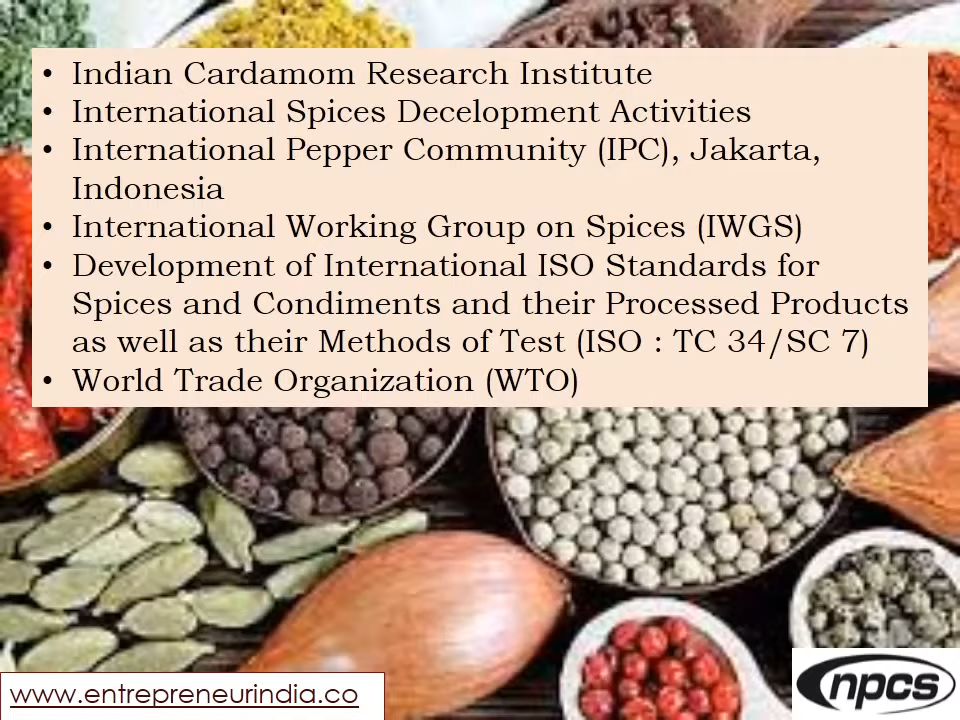 • Indian Cardamom Research Institute
• International Spices Decelopment Activities
• International Pepper Community (IPC), Jakarta,
Indonesia
• International Working Group on Spices (IWGS)
• Development of International ISO Standards for
Spices and Condiments and their Processed Products
as well as their Methods of Test (ISO : TC 34/SC 7)
• World Trade Organization (WTO)
www.entrepreneurindia.co
npcs